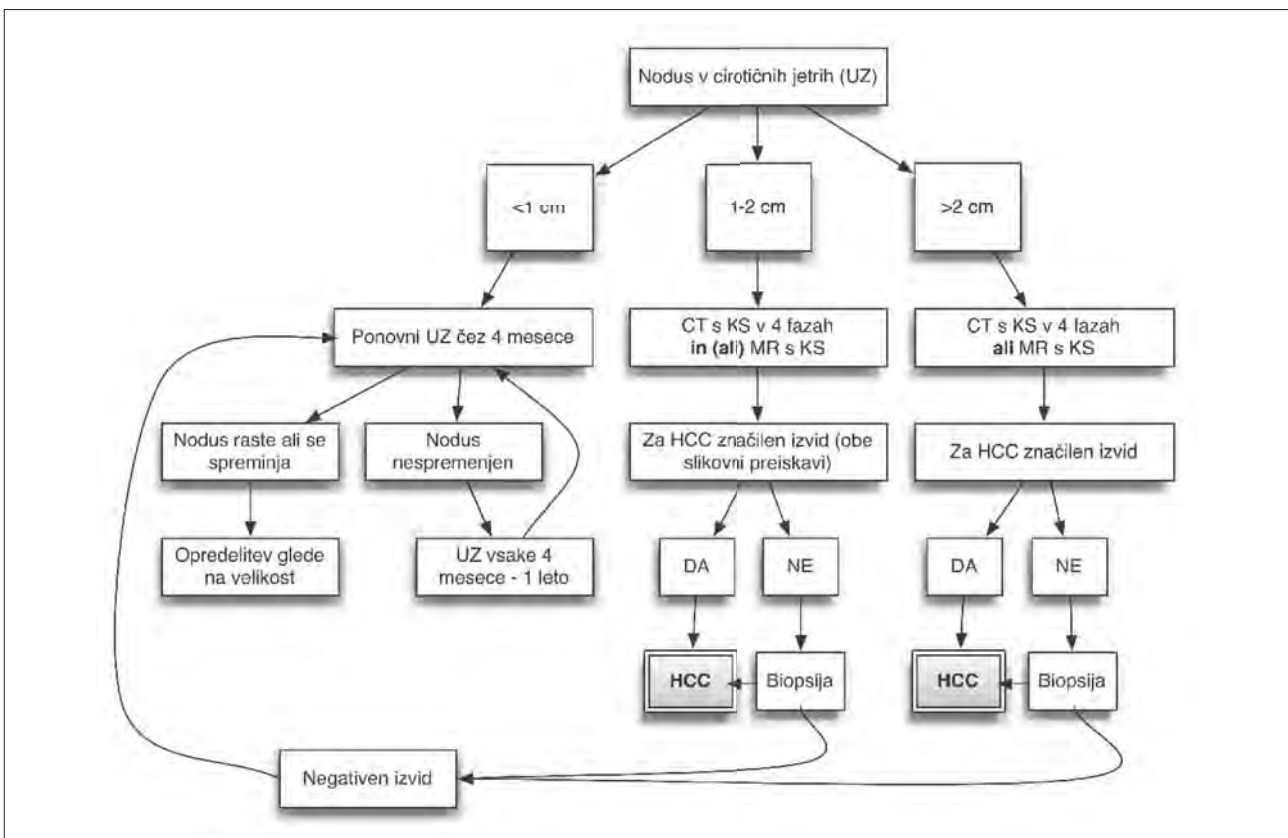 Nodus v cirotičnih jetrih (UZ)
<1 cm
1-2 cm
>2 cm
Ponovni UZ čez 4 mesece
CT s KS v 4 fazah
in (ali) MR s KS
CT s KS v 4 fazah
ali MR s KS
Nodus raste ali se
spreminja
Nodus
nespremenjen
Za HCC značilen izvid (obe
slikovni preiskavi)
Za HCC značilen izvid
Opredelitev glede
na velikost
UZ vsake 4
mesece - 1 leto
DA
NE
DA
NE
HCC
Biopsija
HCC
Biopsija
Negativen izvid